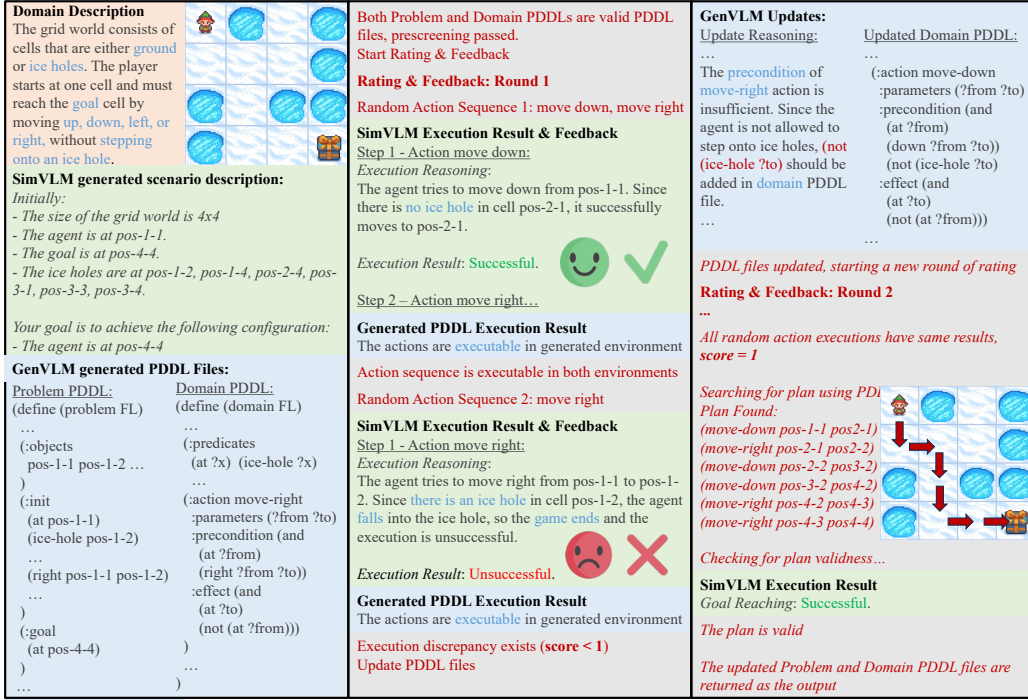 Domain Description
The grid world consists of
cells that are either ground
or ice holes. The player
starts at one cell and must
reach the goal cell by
moving up, down, left, or
right, without stepping
onto an ice hole.
SimVLM generated scenario description:
Initially:
- The size of the grid world is 4x4
- The agent is at pos-1-1.
- The goal is at pos-4-4.
- The ice holes are at pos-1-2, pos-1-4, pos-2-4, pos-
3-1, pos-3-3, pos-3-4.
Your goal is to achieve the following configuration:
- The agent is at pos-4-4
GenVLM generated PDDL Files:
Problem PDDL:
(define (problem FL)
…
(:objects
pos-1-1 pos-1-2 …
)
(:init
(at pos-1-1)
(ice-hole pos-1-2)
…
(right pos-1-1 pos-1-2)
…
)
(:goal
(at pos-4-4)
)
…
Domain PDDL:
(define (domain FL)
…
(:predicates
(at ?x) (ice-hole ?x)
…
(:action move-right
:parameters (?from ?to)
:precondition (and
(at ?from)
(right ?from ?to))
:effect (and
(at ?to)
(not (at ?from)))
)
…
)
Both Problem and Domain PDDLs are valid PDDL
files, prescreening passed.
Start Rating & Feedback
Rating & Feedback: Round 1
Random Action Sequence 1: move down, move right
SimVLM Execution Result & Feedback
Step 1 - Action move down:
Execution Reasoning:
The agent tries to move down from pos-1-1. Since
there is no ice hole in cell pos-2-1, it successfully
moves to pos-2-1.
Execution Result: Successful.
Step 2 – Action move right…
Generated PDDL Execution Result
The actions are executable in generated environment
Action sequence is executable in both environments
Random Action Sequence 2: move right
SimVLM Execution Result & Feedback
Step 1 - Action move right:
Execution Reasoning:
The agent tries to move right from pos-1-1 to pos-1-
2. Since there is an ice hole in cell pos-1-2, the agent
falls into the ice hole, so the game ends and the
execution is unsuccessful.
Execution Result: Unsuccessful.
Generated PDDL Execution Result
The actions are executable in generated environment
Execution discrepancy exists (score < 1)
Update PDDL files
GenVLM Updates:
Update Reasoning:
…
The precondition of
move-right action is
insufficient. Since the
agent is not allowed to
step onto ice holes, (not
(ice-hole ?to) should be
added in domain PDDL
file.
…
Updated Domain PDDL:
…
(:action move-down
:parameters (?from ?to)
:precondition (and
(at ?from)
(down ?from ?to))
(not (ice-hole ?to)
:effect (and
(at ?to)
(not (at ?from)))
…
PDDL files updated, starting a new round of rating
Rating & Feedback: Round 2
...
All random action executions have same results,
score = 1
Searching for plan using PDD
Plan Found:
(move-down pos-1-1 pos2-1)
(move-right pos-2-1 pos2-2)
(move-down pos-2-2 pos3-2)
(move-down pos-3-2 pos4-2)
(move-right pos-4-2 pos4-3)
(move-right pos-4-3 pos4-4)
Checking for plan validness…
SimVLM Execution Result
Goal Reaching: Successful.
The plan is valid
The updated Problem and Domain PDDL files are
returned as the output